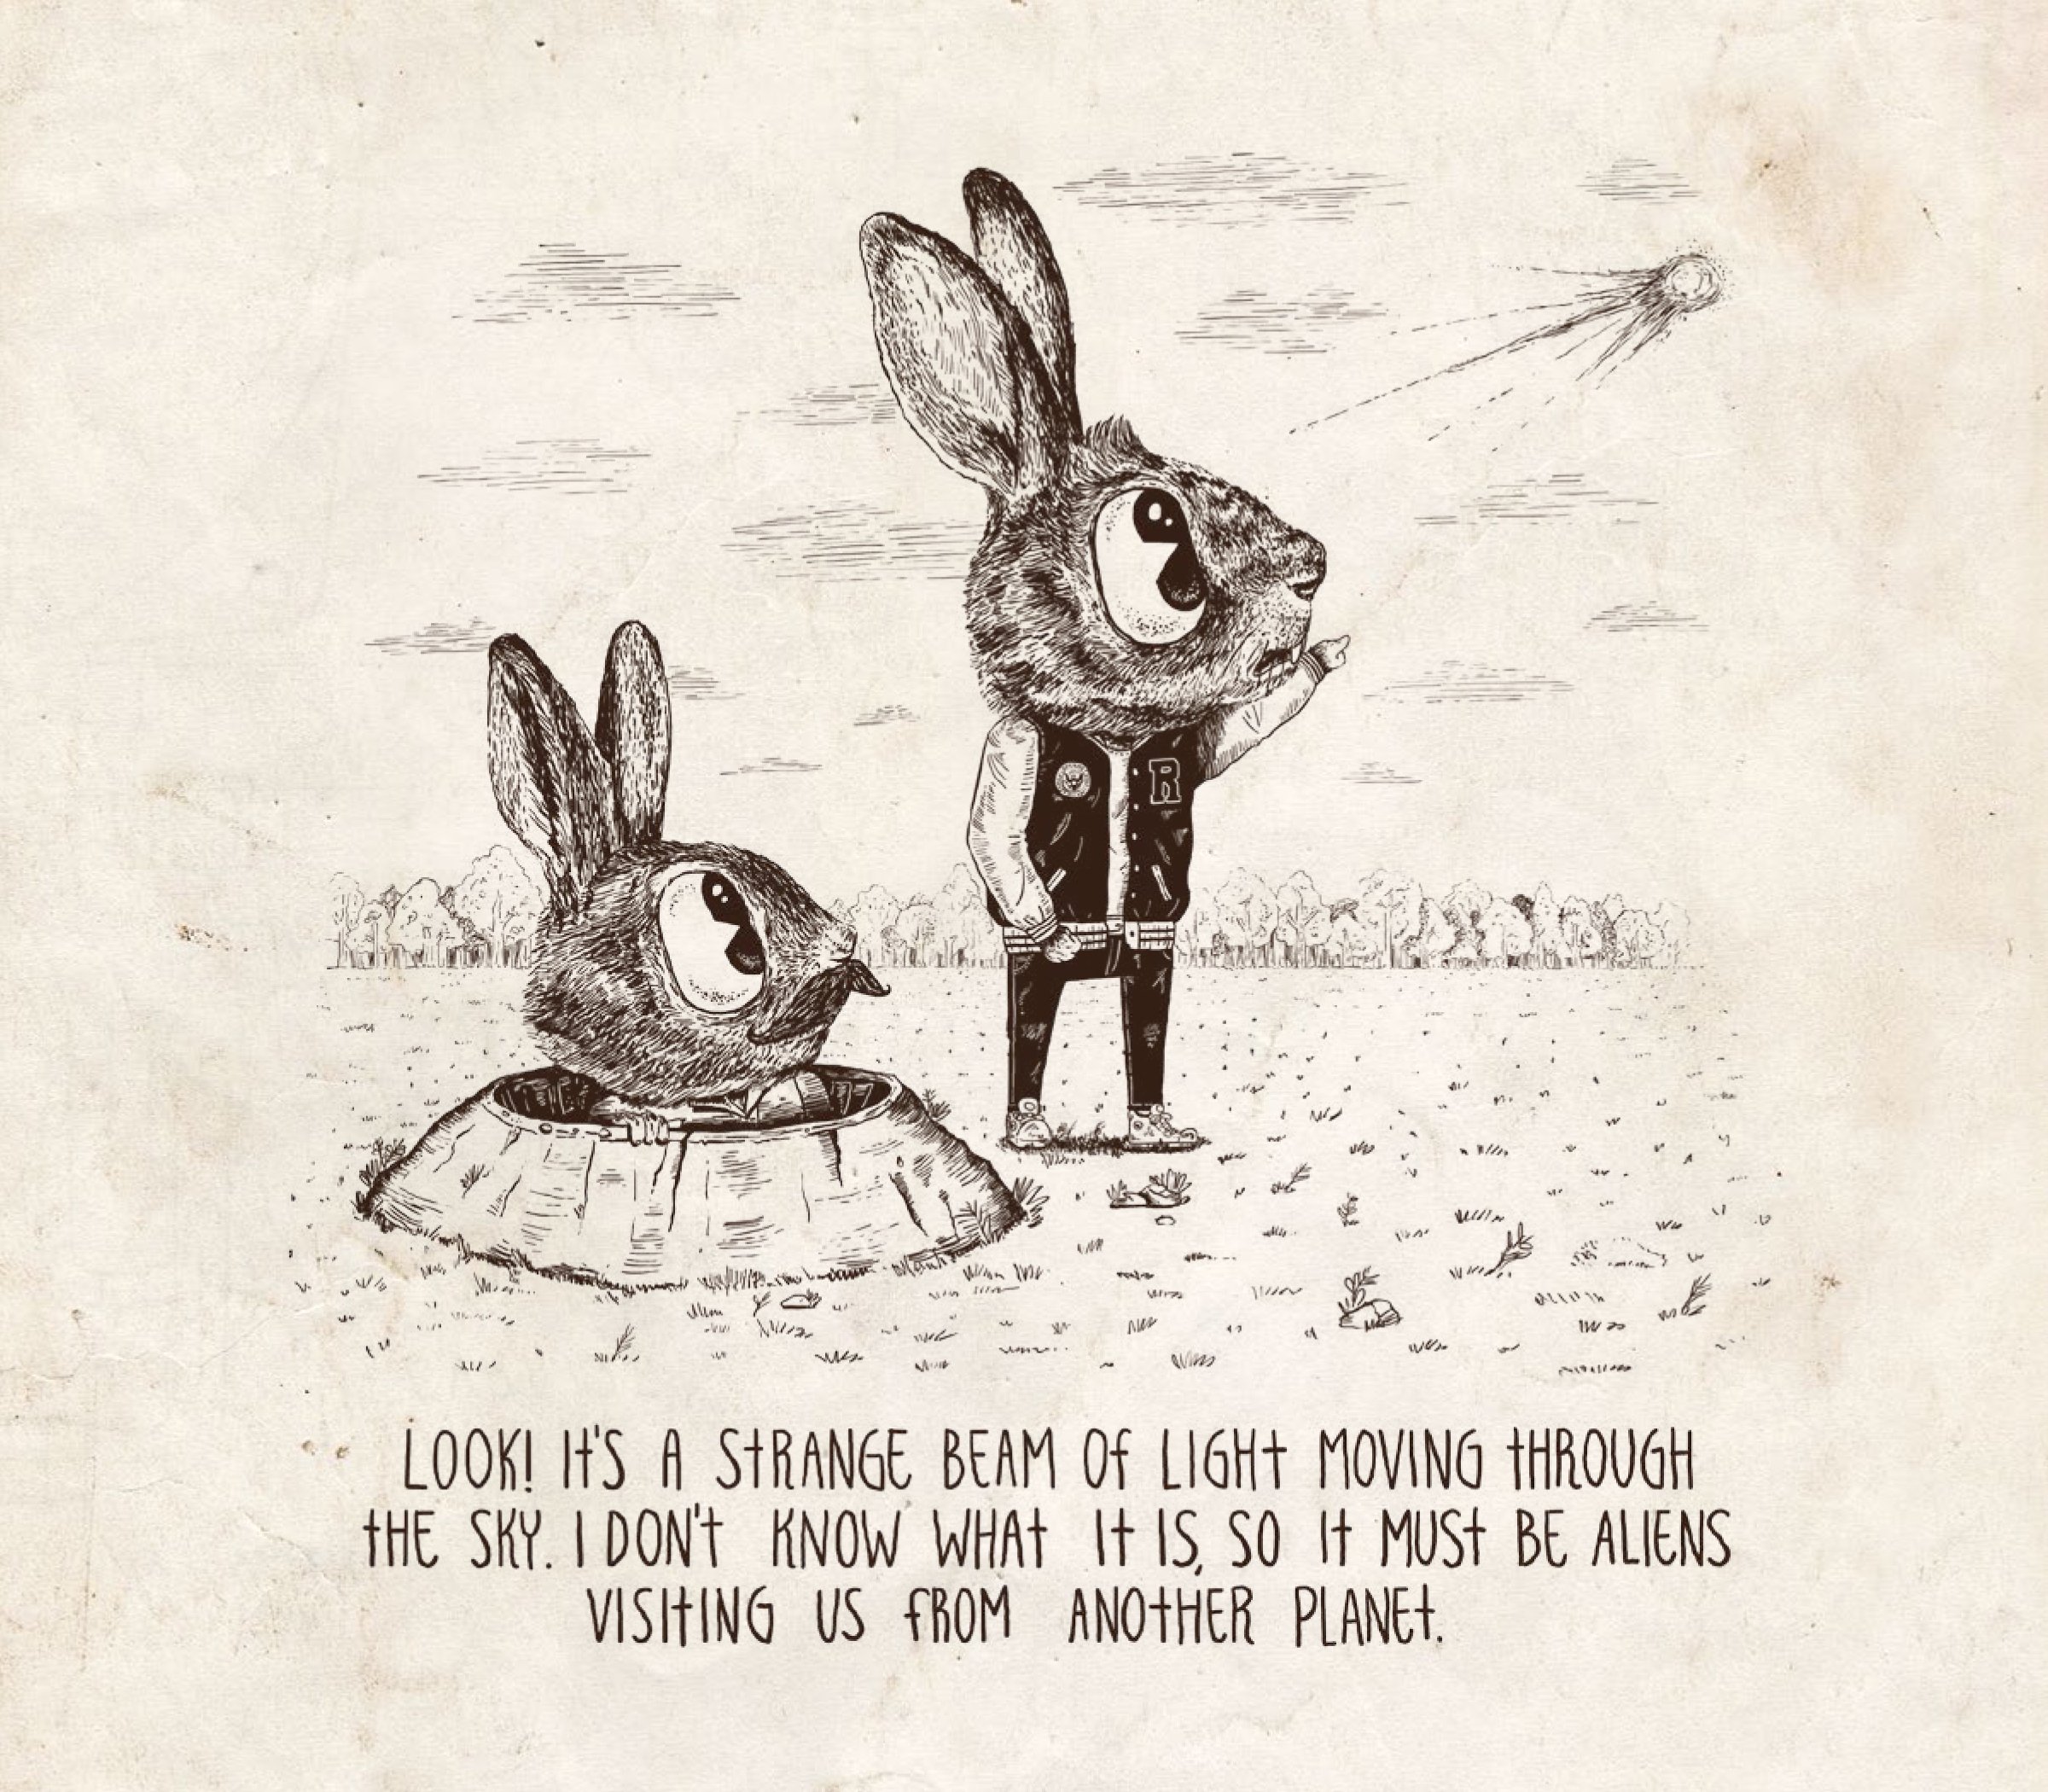 R
LOOK! It'S A StRANGE BEAM Of LIGHt MOVING tHROUGH
tHE SKY. I DON't KNOW WHAt It IS, SO It MUSt BE ALIENS
VISItING US fROM ANOtHER PLANEt.